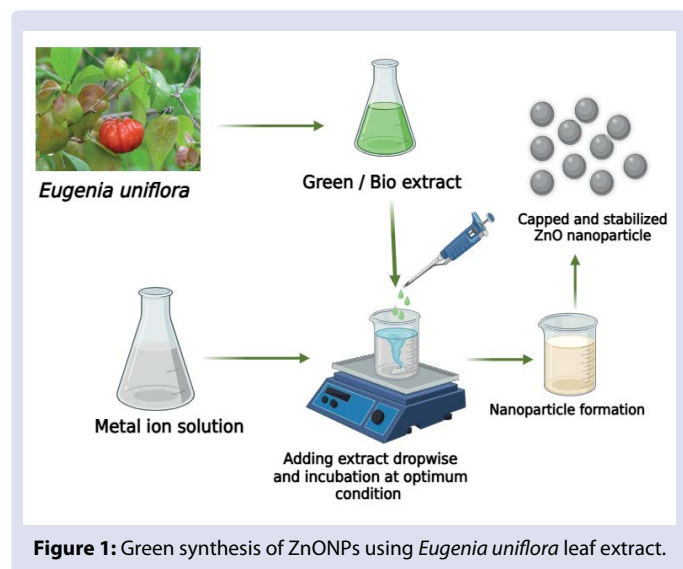 Eugenia uniflora
Green / Bio extract
Capped and stabilized
ZnO nanoparticle
Metal ion solution
Adding extract dropwise
and incubation at optimum
condition
Nanoparticle formation
Figure 1: Green synthesis of ZnONPs using Eugenia uniflora leaf extract.